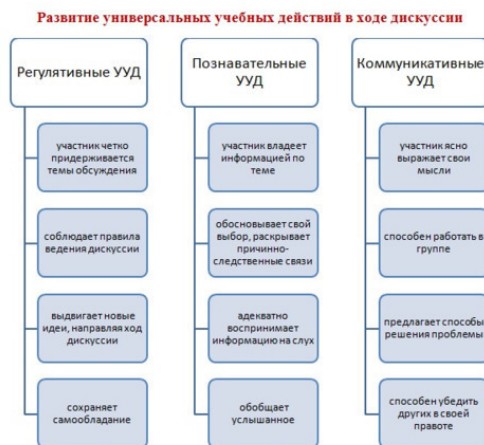 Развитие универсальных учебных действий в ходе дискуссии
Регулятивные УУД
участник четко
придерживается
темы обсуждения
соблюдает правила
ведения дискуссии
выдвигает новые
идеи, направляя ход
дискуссии
сохраняет
самообладание
Познавательные
УУД
участник владеет
информацией по
теме
обосновывает свой
выбор, раскрывает
причинно-
следственные связи
адекватно
воспринимает
информацию на слух
обобщает
услышанное
Коммуникативные
УУД
участник ясно
выражает свои
мысли
способен работать в
группе
предлагает способы
решения проблемы
способен убедить
других в своей
правоте